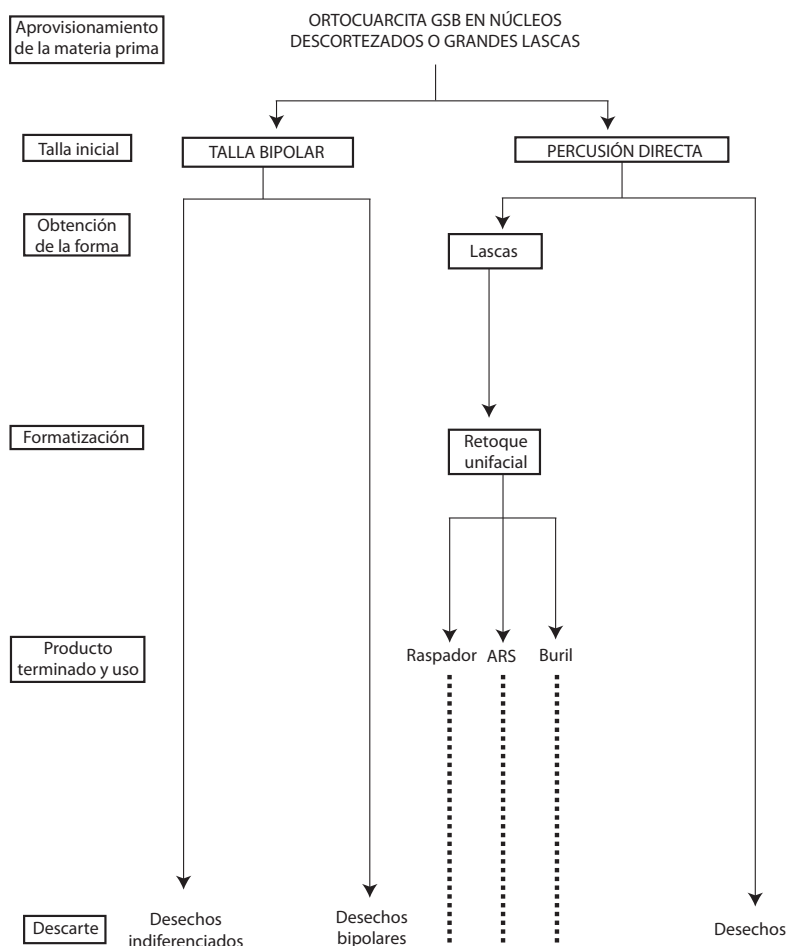 Aprovisionamiento
de la materia prima
ORTOCUARCITA GSB EN NÚCLEOS
DESCORTEZADOS O GRANDES LASCAS
Talla inicial
TALLA BIPOLAR
PERCUSIÓN DIRECTA
Obtención
de la forma
Lascas
Formatización
Retoque
unifacial
Producto
terminado y uso
Raspador
ARS
Buril
Descarte
Desechos
indiferenciados
Desechos
bipolares
Desechos